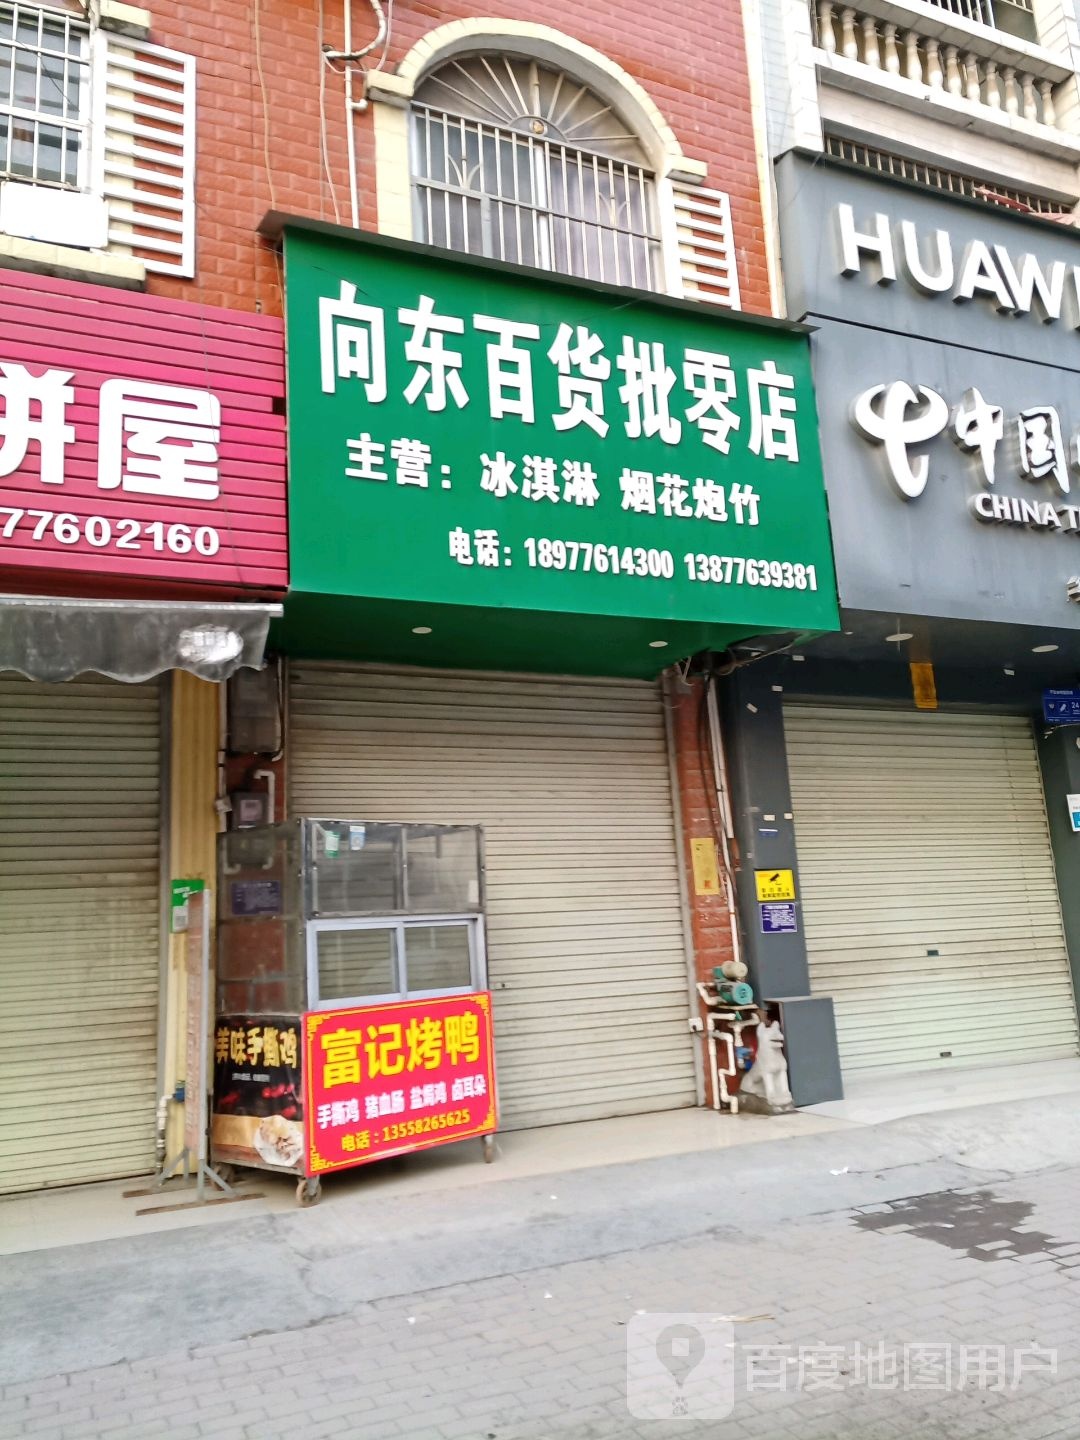 向东百货批零店
主营：冰淇淋 烟花炮竹
电话：18977614300 13877639381
饼屋
77602160
HUAW
中国
CHINA T
美味手撕鸡
富记烤鸭
手撕鸡 猪血肠 盐焗鸡 卤耳朵
电话：13558265625
24
百度地图用户